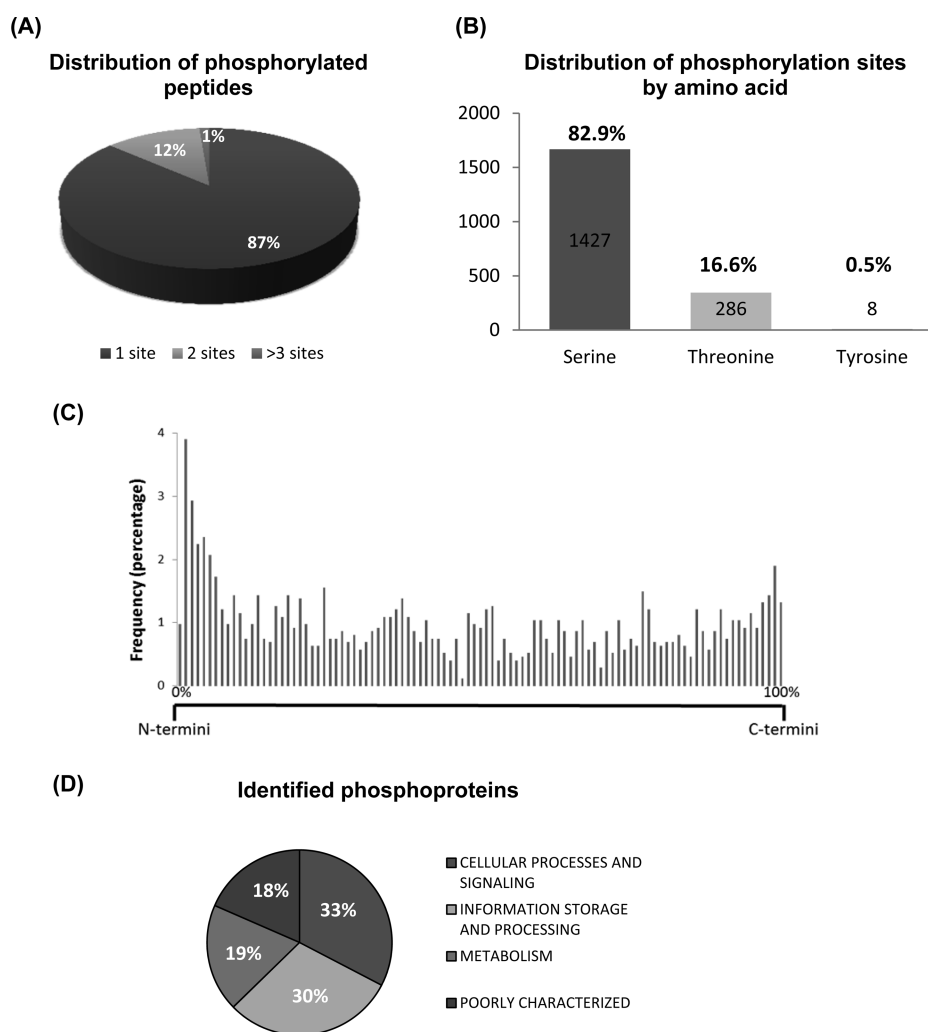 (A)
Distribution of phosphorylated
peptides
1%
12%
87%
1 site 2 sites >3 sites
(B)
Distribution of phosphorylation sites
by amino acid
2000
1500
1000
500
0
82.9%
1427
16.6%
286
0.5%
8
Serine Threonine Tyrosine
(C)
Frequency (percentage)
4
3
2
1
0
0% 100%
N-termini C-termini
(D)
Identified phosphoproteins
18%
33%
19%
30%
CELLULAR PROCESSES AND
SIGNALING
INFORMATION STORAGE
AND PROCESSING
METABOLISM
POORLY CHARACTERIZED